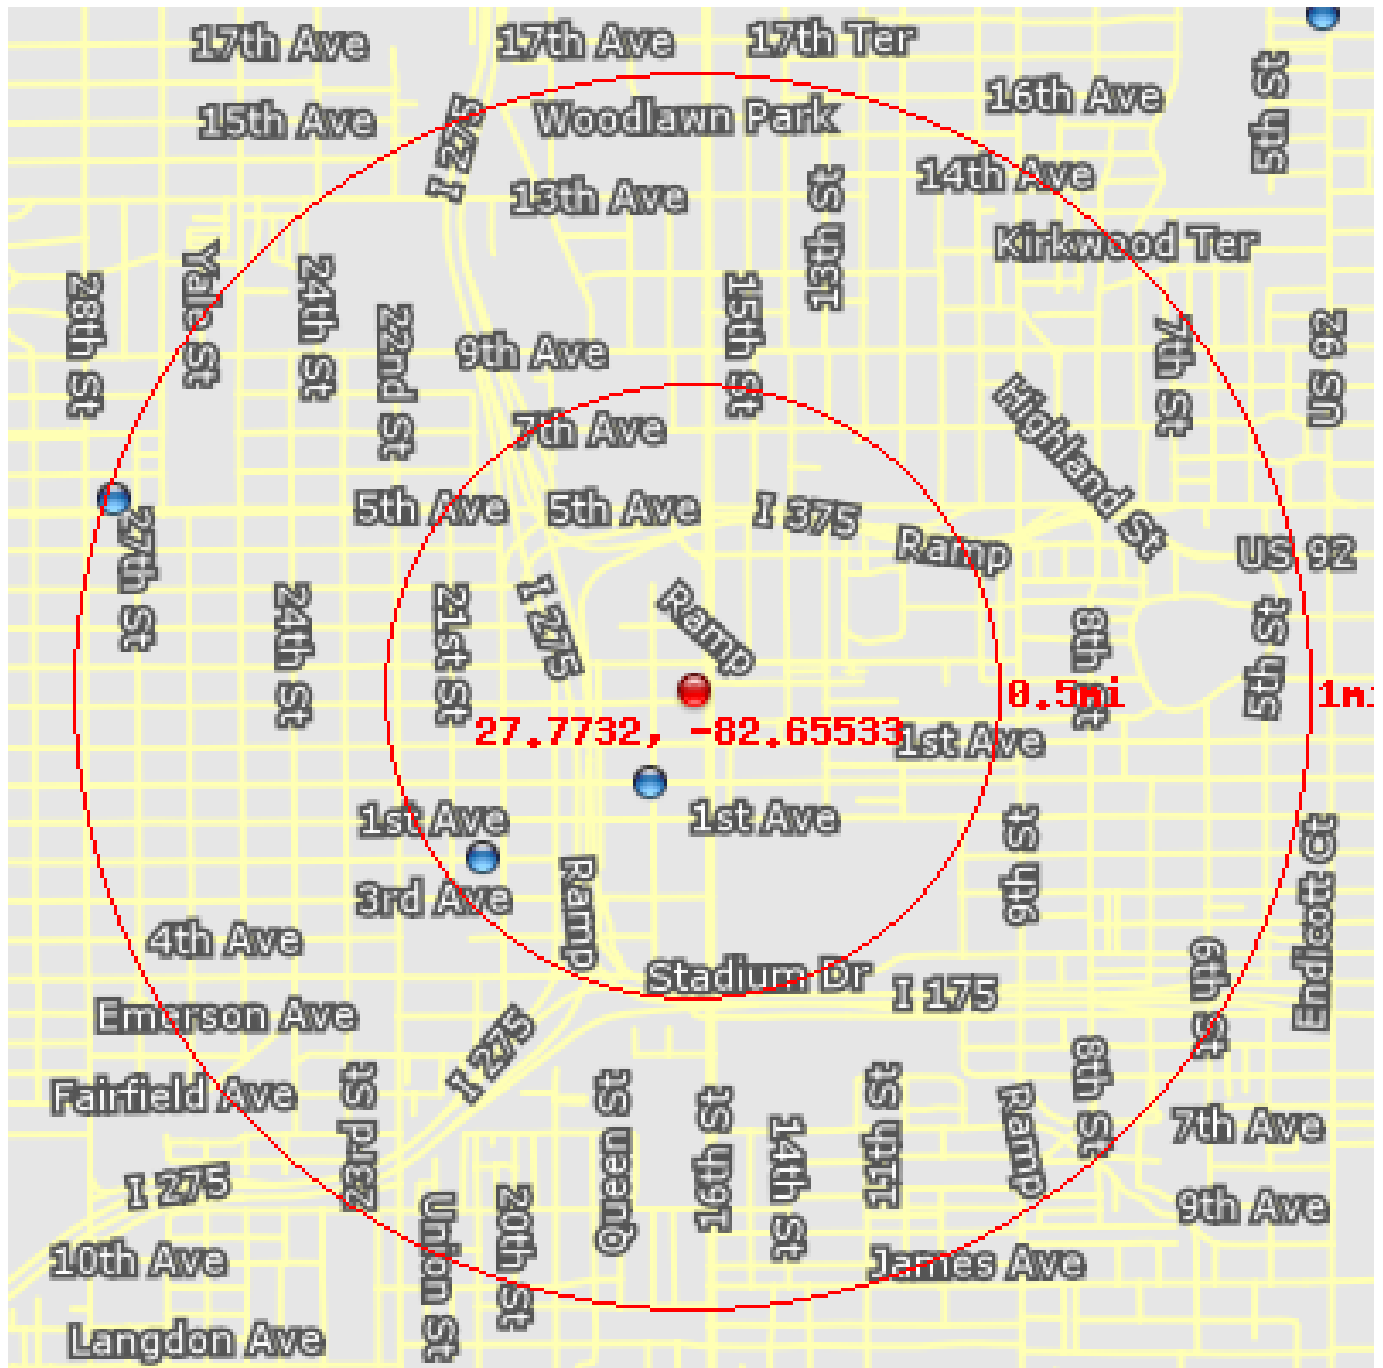 17th Ave
17th Ave
17th Ter
15th Ave
I 275
Woodlawn Park
16th Ave
5th St
13th Ave
13th St
14th Ave
Kirkwood Ter
28th St
Yale St
24th St
22nd St
9th Ave
15th St
7th St
US 92
7th Ave
Highland St
5th Ave
5th Ave
I 375
Ramp
US 92
27th St
24th St
21st St
I 275
Ramp
8th St
5th St
0.5mi
1mi
27.7732, -82.65533
1st Ave
1st Ave
1st Ave
3rd Ave
Ramp
9th St
Endicott Ct
4th Ave
Stadium Dr
I 175
6th St
Emerson Ave
I 275
Fairfield Ave
23rd St
Queen St
16th St
14th St
11th St
Ramp
8th St
7th Ave
I 275
Union St
20th St
9th Ave
10th Ave
James Ave
Langdon Ave